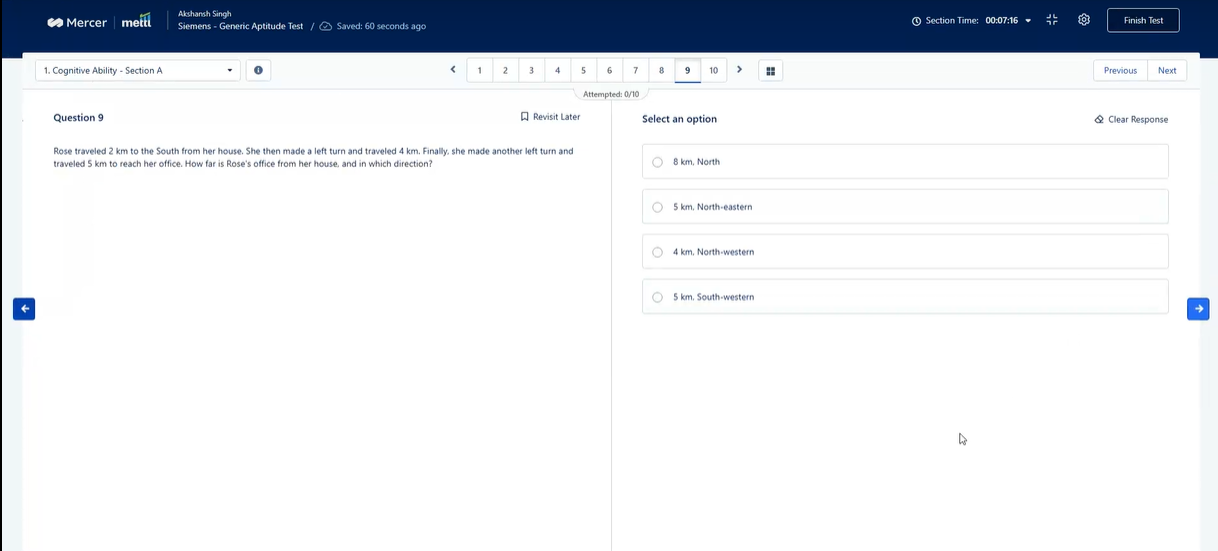 Mercer | mettl
Akshansh Singh
Siemens - Generic Aptitude Test / Saved: 60 seconds ago
Section Time: 00:07:16
Finish Test
1. Cognitive Ability - Section A
1 2 3 4 5 6 7 8 9 10
Previous Next
Attempted: 0/10
Question 9
Revisit Later
Rose traveled 2 km to the South from her house. She then made a left turn and traveled 4 km. Finally, she made another left turn and
traveled 5 km to reach her office. How far is Rose's office from her house, and in which direction?
Select an option
Clear Response
8 km, North
5 km, North-eastern
4 km, North-western
5 km, South-western